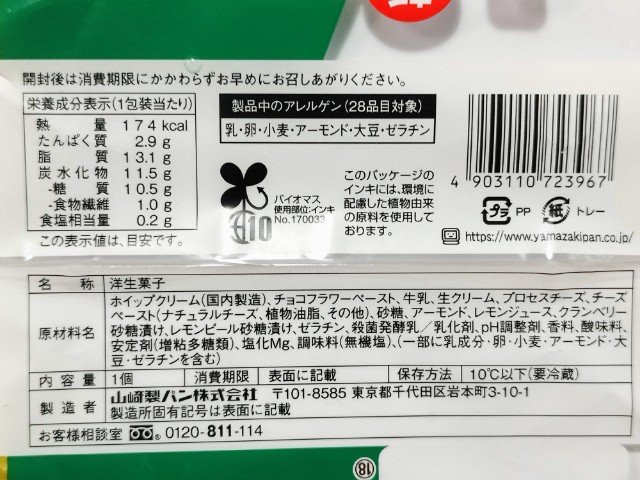 開封後は消費期限にかかわらずお早めにお召しあがりください。
栄養成分表示(1包装当たり)
熱量 174 kcal
たんぱく質 2.9 g
脂質 13.1 g
炭水化物 11.5 g
-糖質 10.5 g
-食物繊維 1.0 g
食塩相当量 0.2 g
この表示値は、目安です。
製品中のアレルゲン(28品目対象)
乳・卵・小麦・アーモンド・大豆・ゼラチン
バイオマス
使用部位:インキ
No.170033
このパッケージの
インキには、環境に
配慮した植物由来
の原料を使用して
おります。
4 903110 723967
プラ PP 紙 トレー
https://www.yamazakipan.co.jp
名称 洋生菓子
原材料名 ホイップクリーム(国内製造)、チョコフラワーペースト、牛乳、生クリーム、プロセスチーズ、チーズ
ペースト(ナチュラルチーズ、植物油脂、その他)、砂糖、アーモンド、レモンジュース、クランベリー
砂糖漬け、レモンピール砂糖漬け、ゼラチン、殺菌発酵乳/乳化剤、pH調整剤、香料、酸味料、
安定剤(増粘多糖類)、塩化Mg、調味料(無機塩)、(一部に乳成分・卵・小麦・アーモンド・大
豆・ゼラチンを含む)
内容量 1個 消費期限 表面に記載 保存方法 10℃以下(要冷蔵)
製造者 山崎製パン株式会社 〒101-8585 東京都千代田区岩本町3-10-1
製造所固有記号は表面に記載
お客様相談室 0120-811-114
18